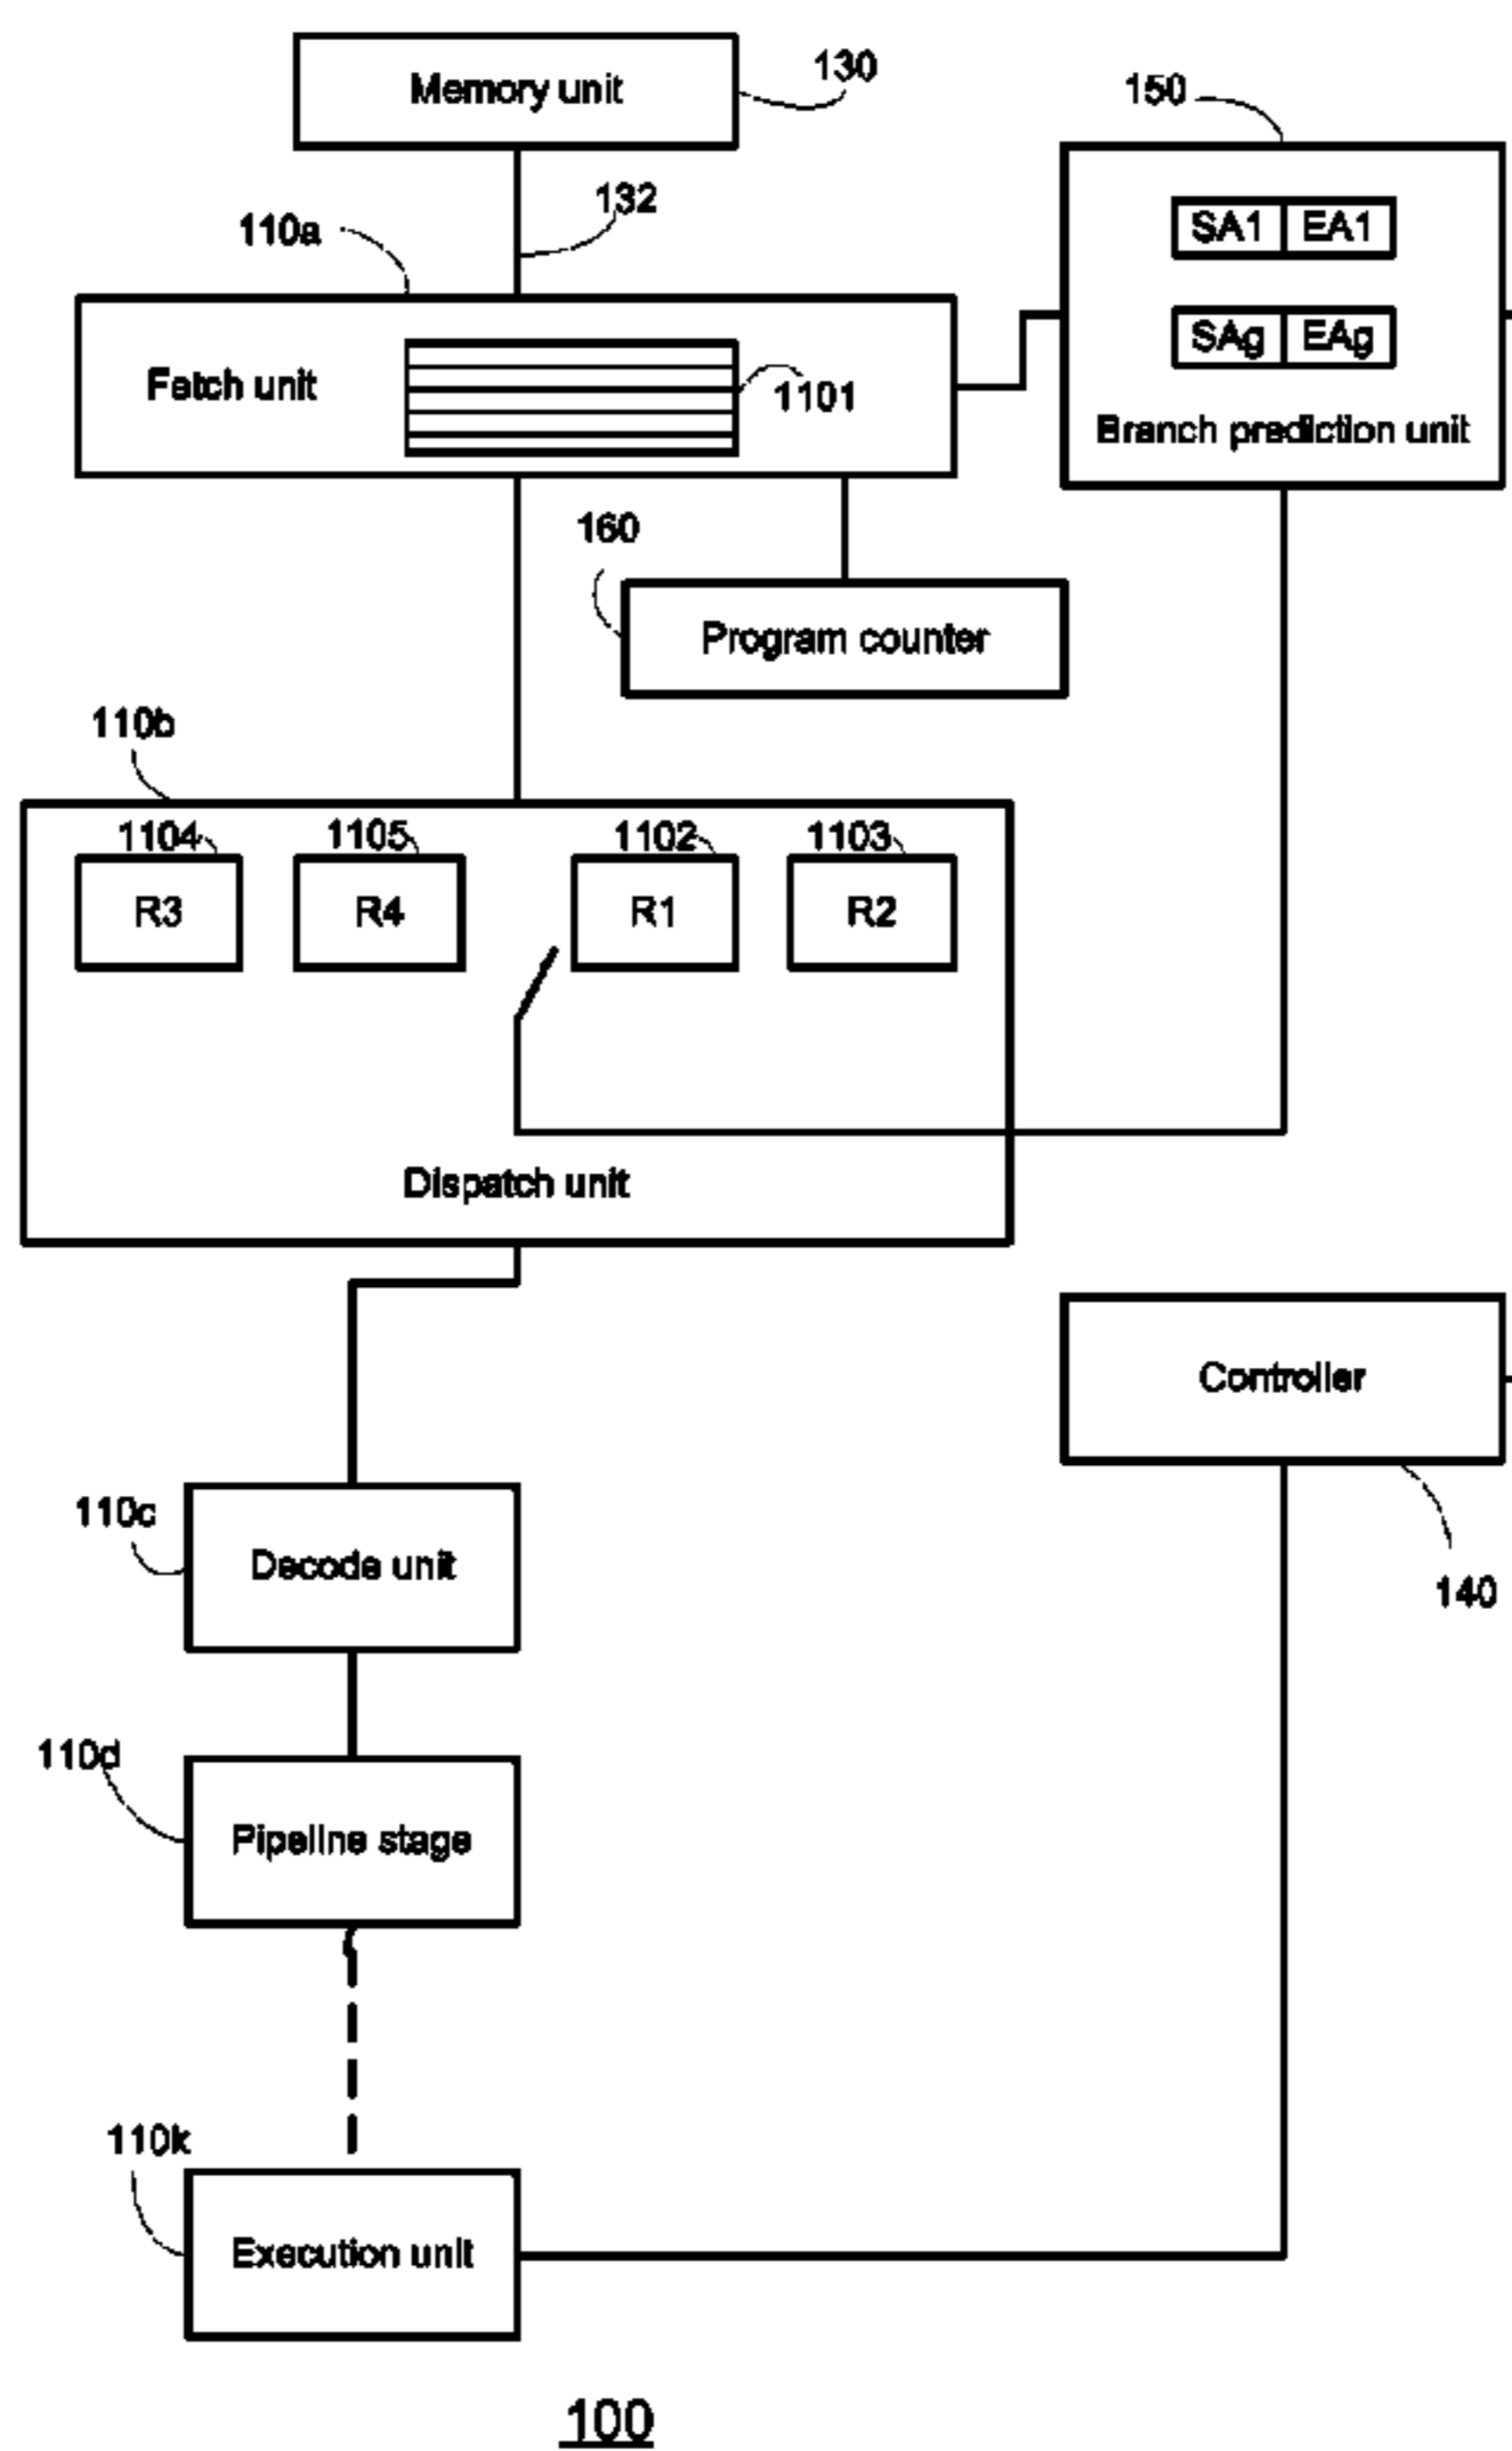 130
Memory unit
150
132
110a
SA1 EA1
SAg EAg
Fetch unit
1101
Branch prediction unit
160
Program counter
110b
1104 1105 1102 1103
R3 R4 R1 R2
Dispatch unit
Controller
110c
Decode unit
140
110d
Pipeline stage
110k
Execution unit
100